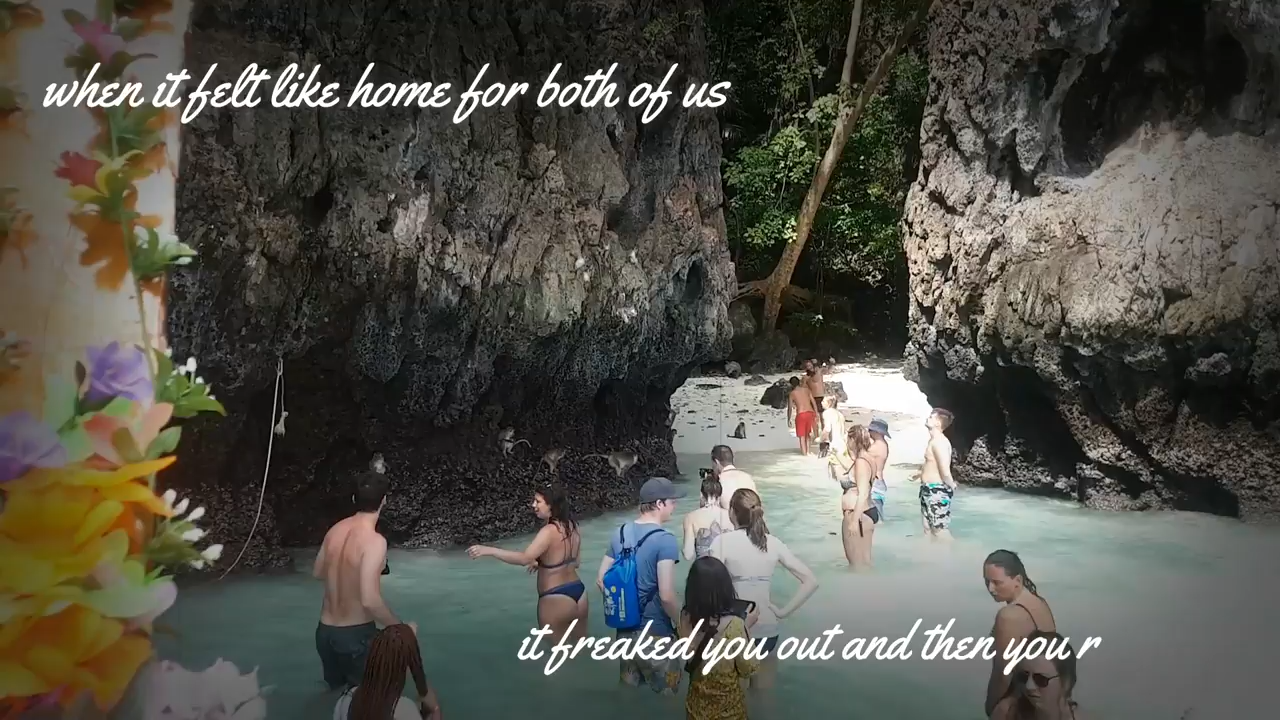 when it felt like home for both of us
it freaked you out and then you r